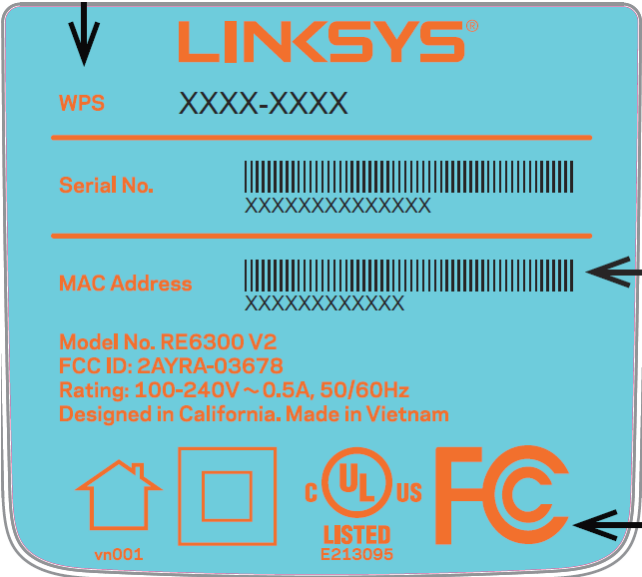 LINKSYS®
WPS XXXX-XXXX
Serial No.
XXXXXXXXXXXXXX
MAC Address
XXXXXXXXXXXX
Model No. RE6300 V2
FCC ID: 2AYRA-03678
Rating: 100-240V~0.5A, 50/60Hz
Designed in California. Made in Vietnam
vn001
C UL US
LISTED
E213095
FC